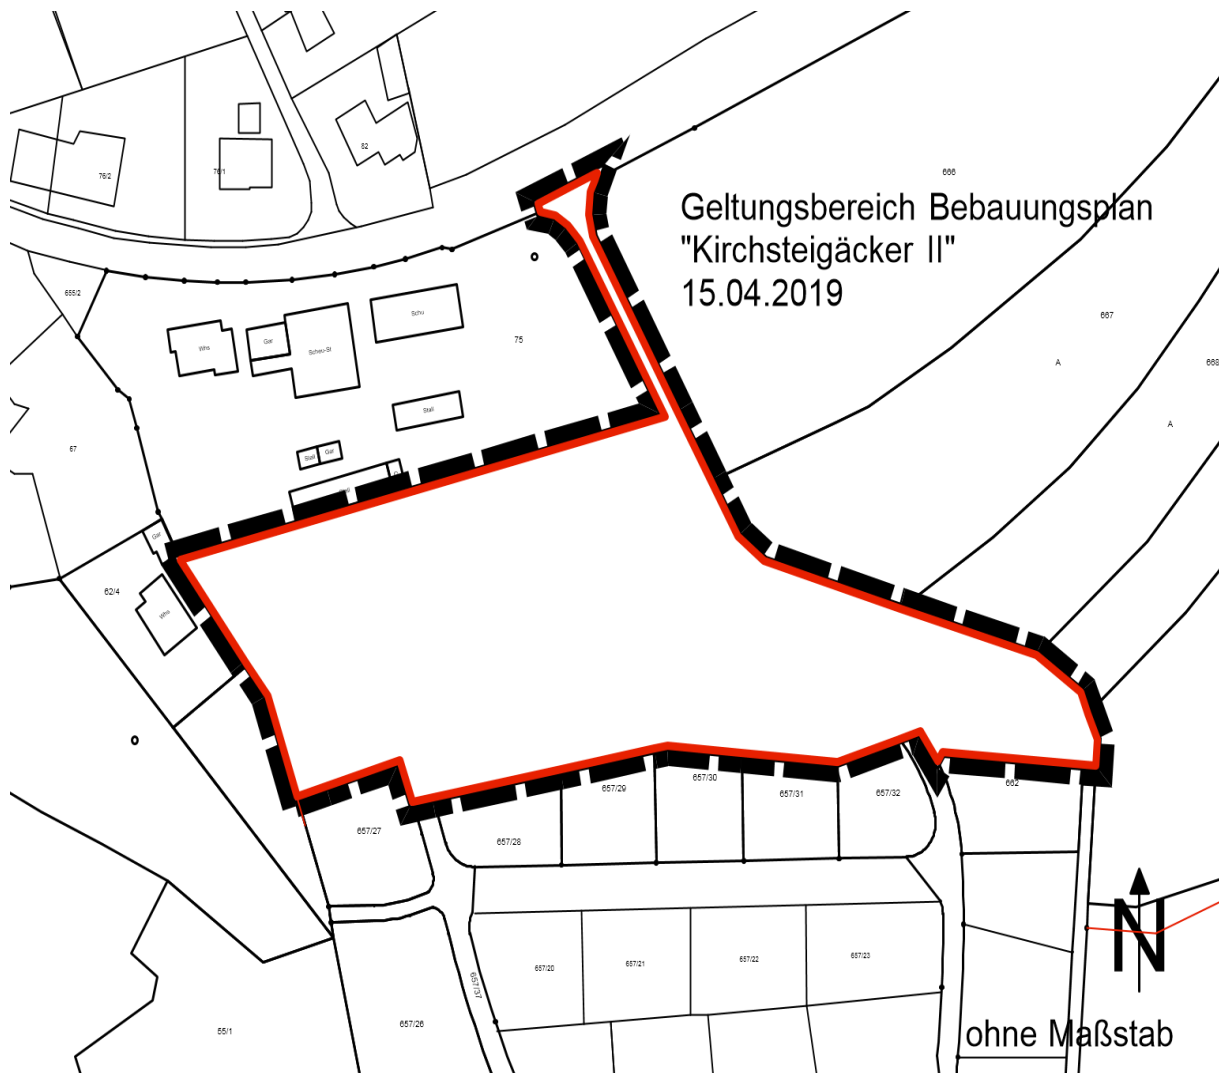 82
76/2
76/1
666
Geltungsbereich Bebauungsplan
"Kirchsteigäcker II"
15.04.2019
655/2
Schu
667
Gar
Whs
Scheu-St
75
A
668
Stall
A
67
Stall
Gar
Gar
62/4
Whs
657/29
657/30
657/31
657/32
662
657/27
657/28
657/20
657/21
657/22
657/23
657/37
657/26
55/1
N
ohne Maßstab